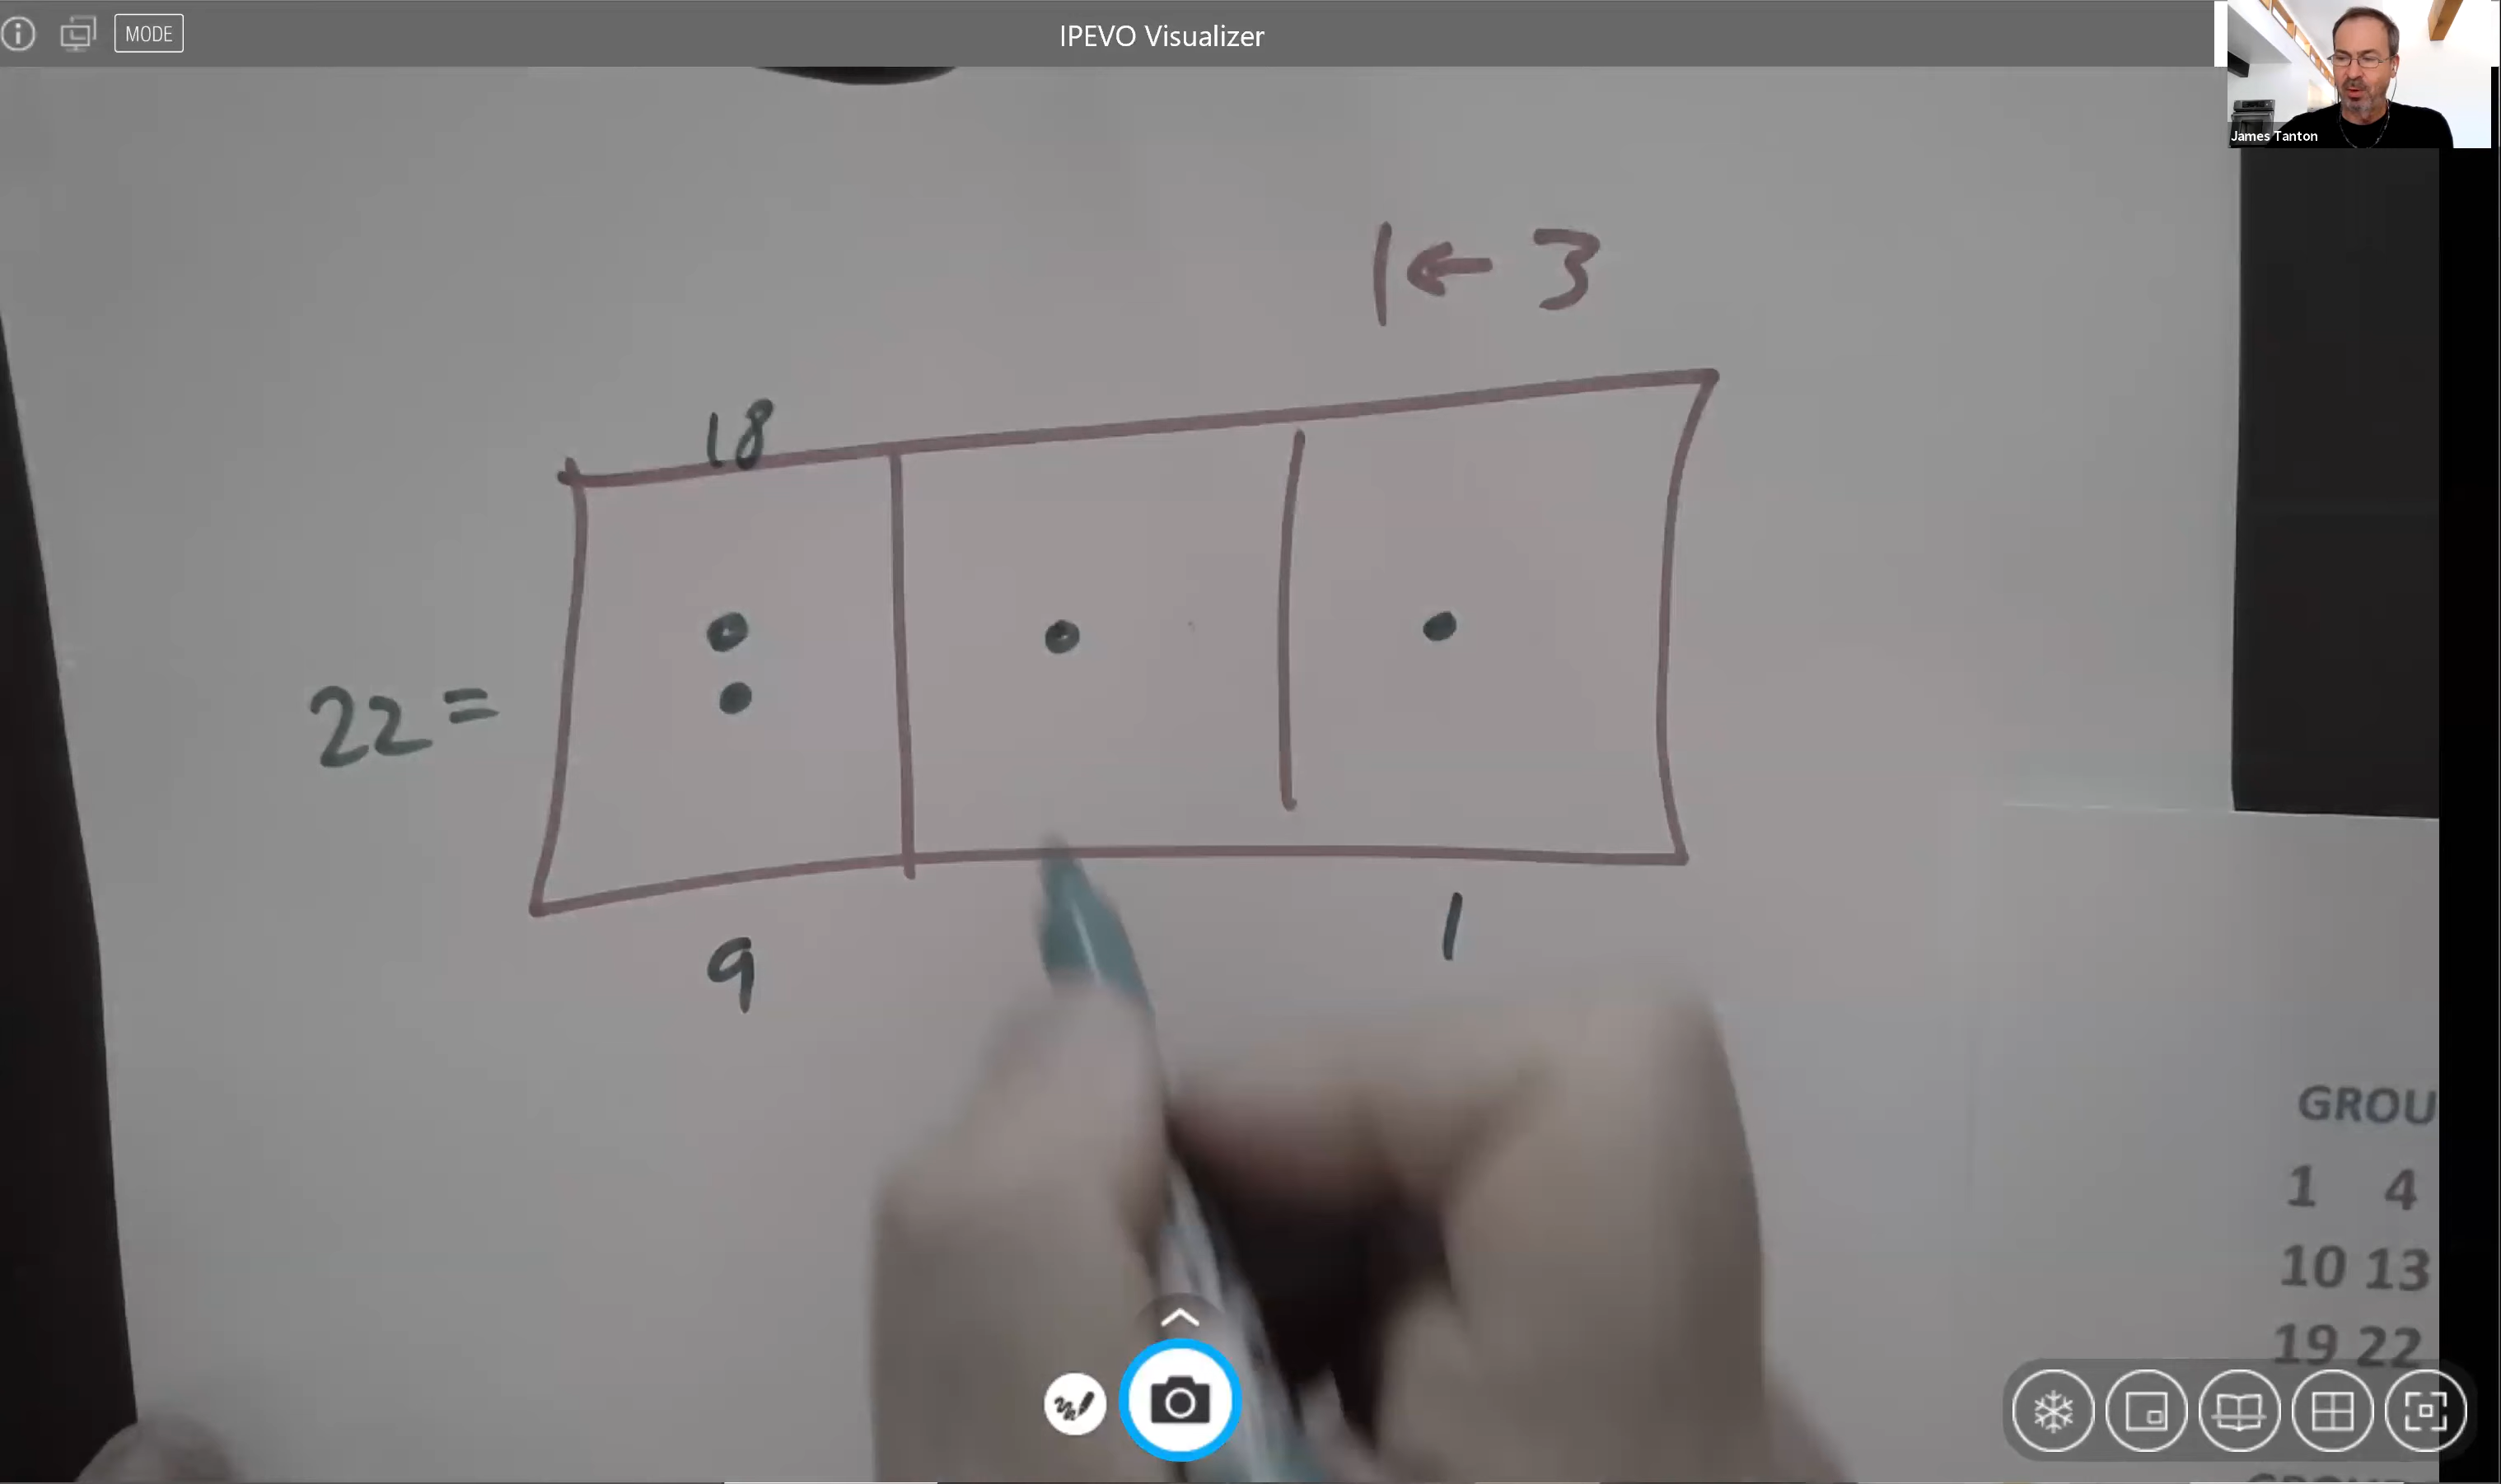 MODE
IPEVO Visualizer
James Tanton
1 ← 3
18
22 =
9
1
GROU
1 4
10 13
19 22